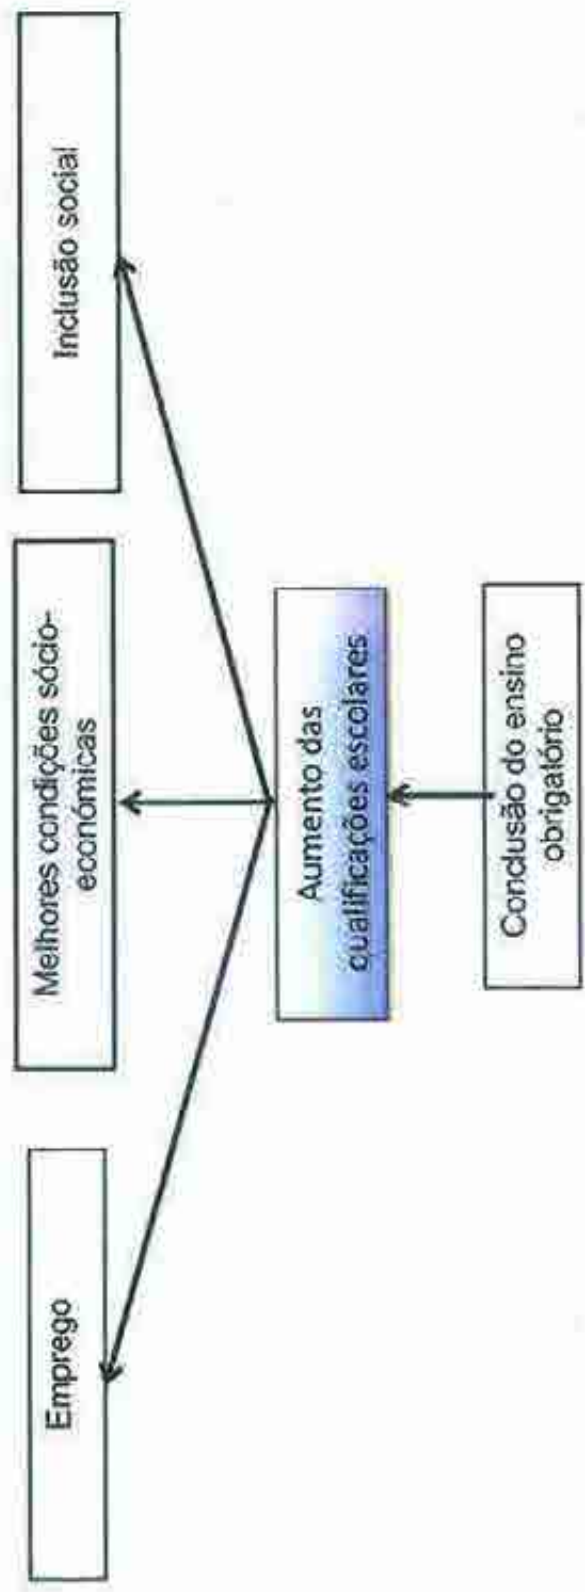 Emprego
Melhores condições sócio-
económicas
Inclusão social
Aumento das
qualificações escolares
Conclusão do ensino
obrigatório